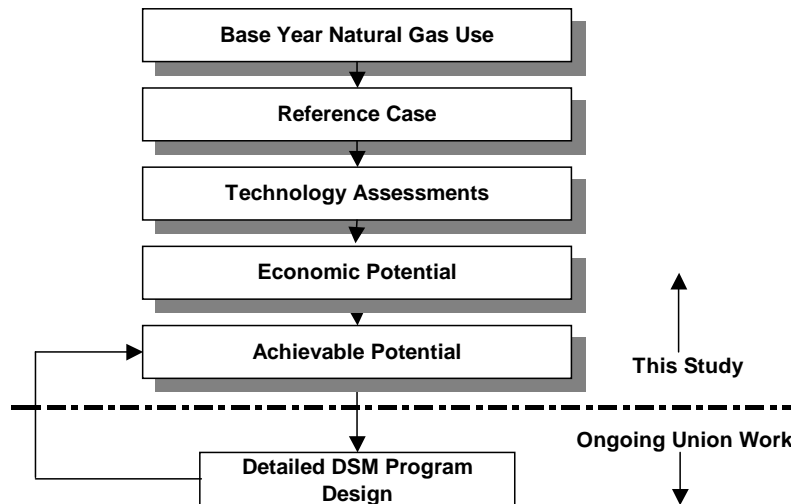 Base Year Natural Gas Use
Reference Case
Technology Assessments
Economic Potential
Achievable Potential
This Study
Ongoing Union Work
Detailed DSM Program
Design